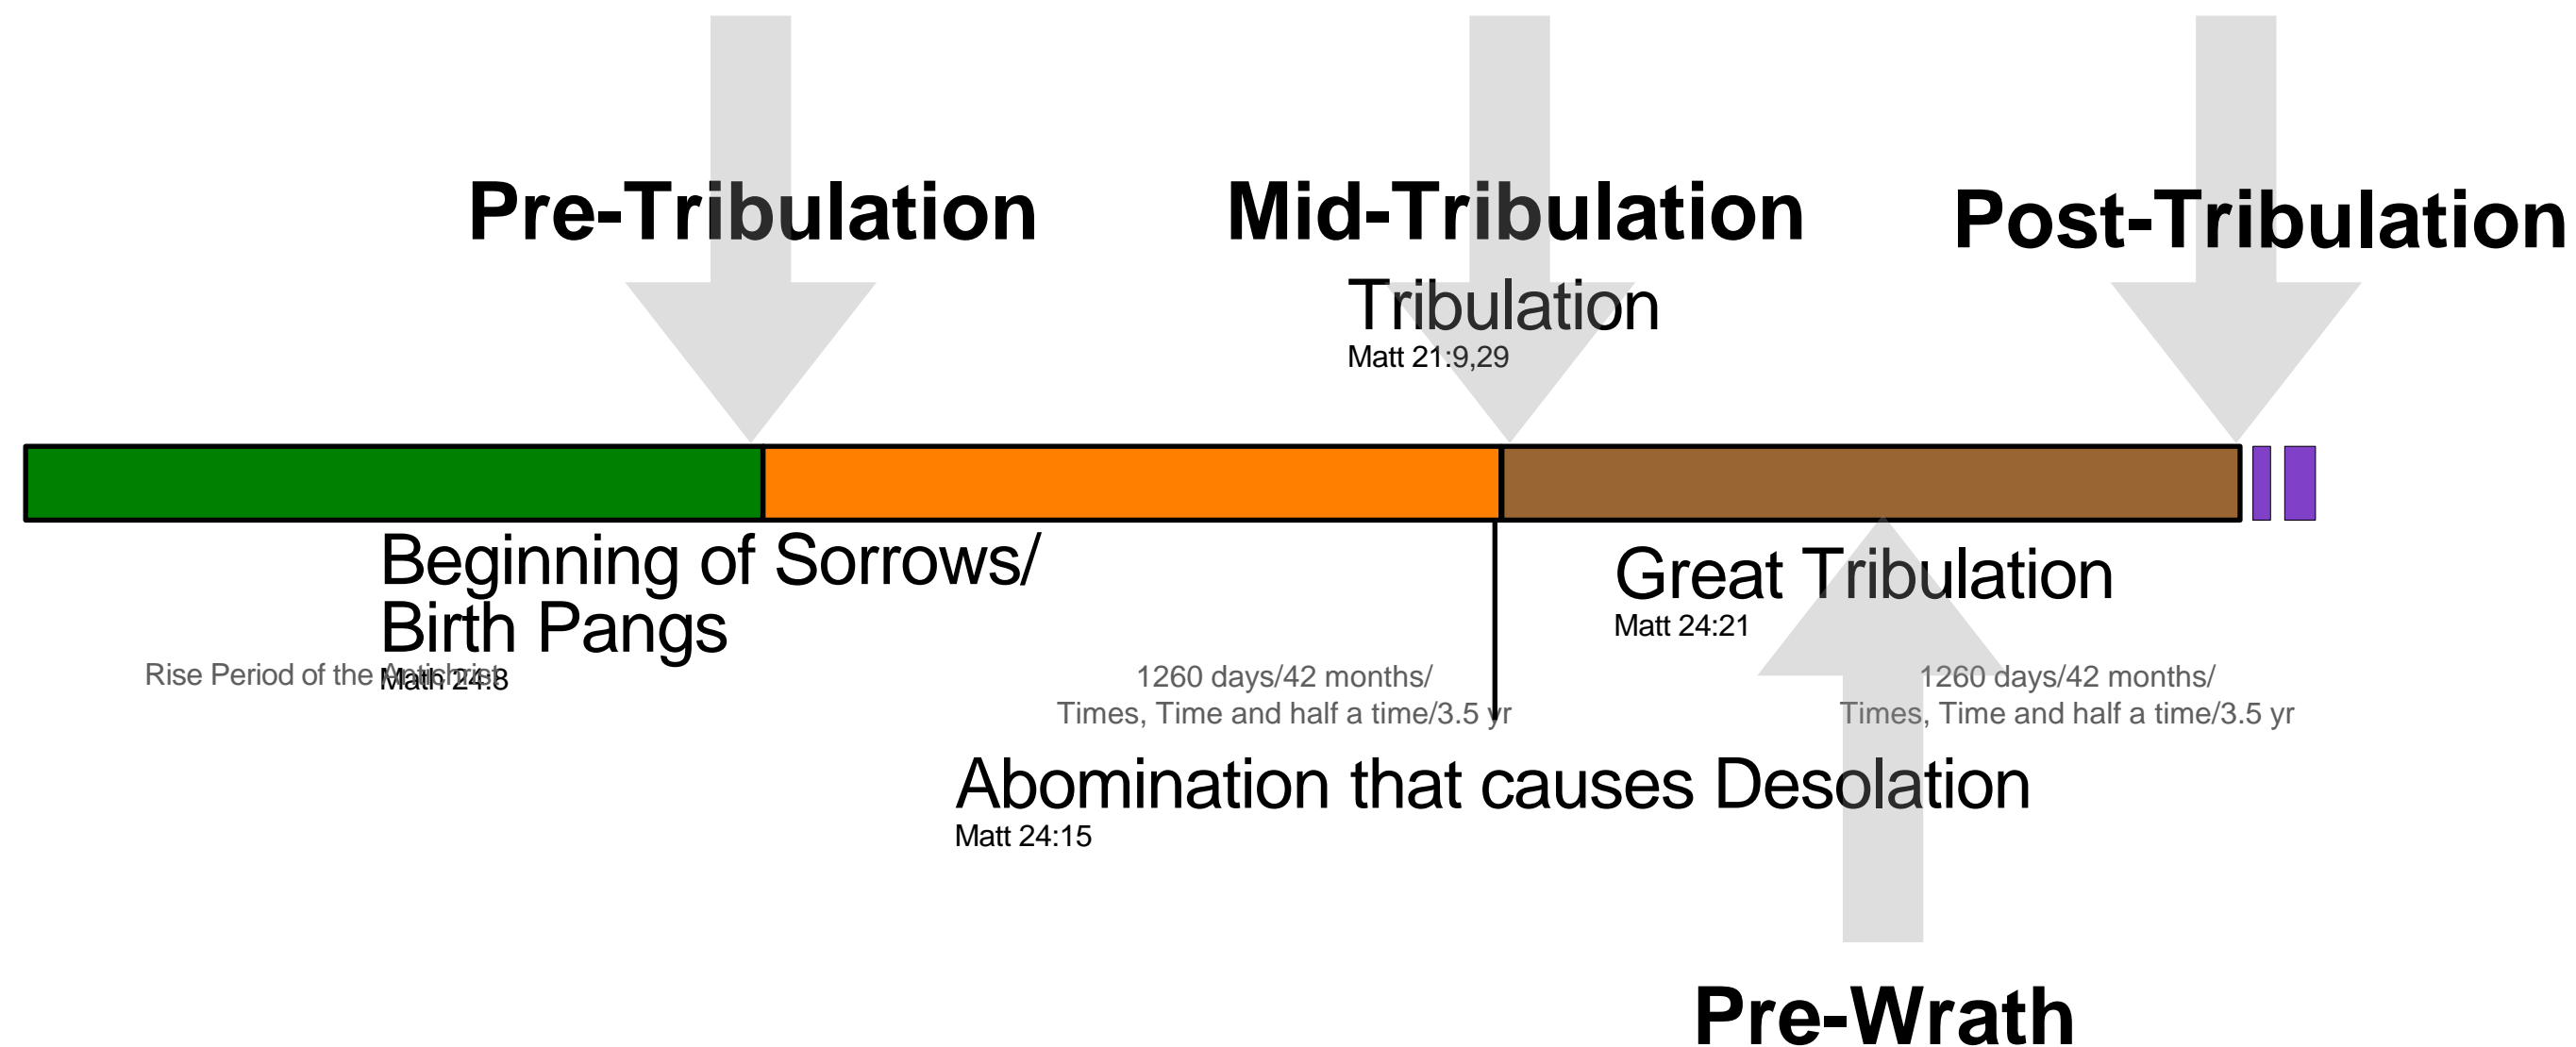 Pre-Tribulation
Mid-Tribulation
Post-Tribulation
Tribulation
Matt 21:9,29
Beginning of Sorrows/
Birth Pangs
Math 24:8
Rise Period of the Antichrist
Great Tribulation
Matt 24:21
1260 days/42 months/
Times, Time and half a time/3.5 yr
1260 days/42 months/
Times, Time and half a time/3.5 yr
Abomination that causes Desolation
Matt 24:15
Pre-Wrath